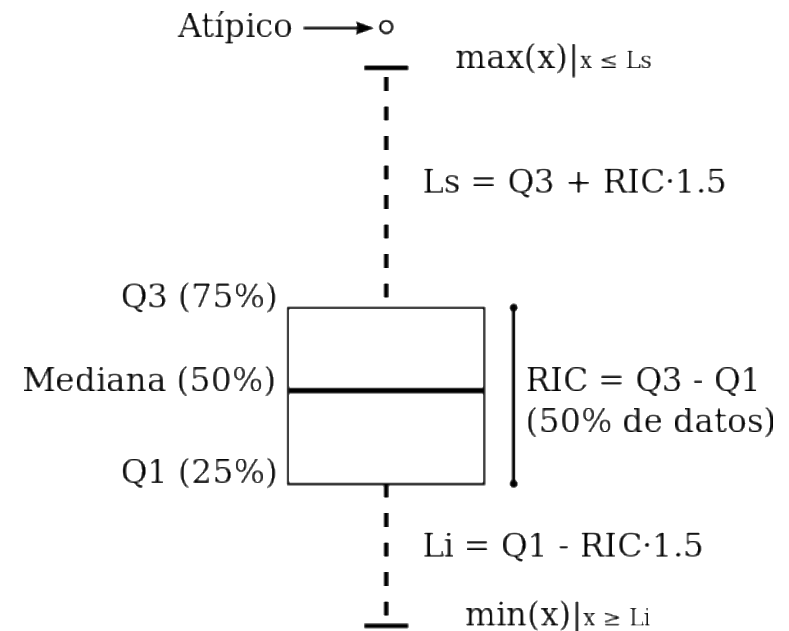 Atípico
max(x)|x ≤ Ls
Ls = Q3 + RIC·1.5
Q3 (75%)
Mediana (50%)
RIC = Q3 - Q1
(50% de datos)
Q1 (25%)
Li = Q1 - RIC·1.5
min(x)|x ≥ Li